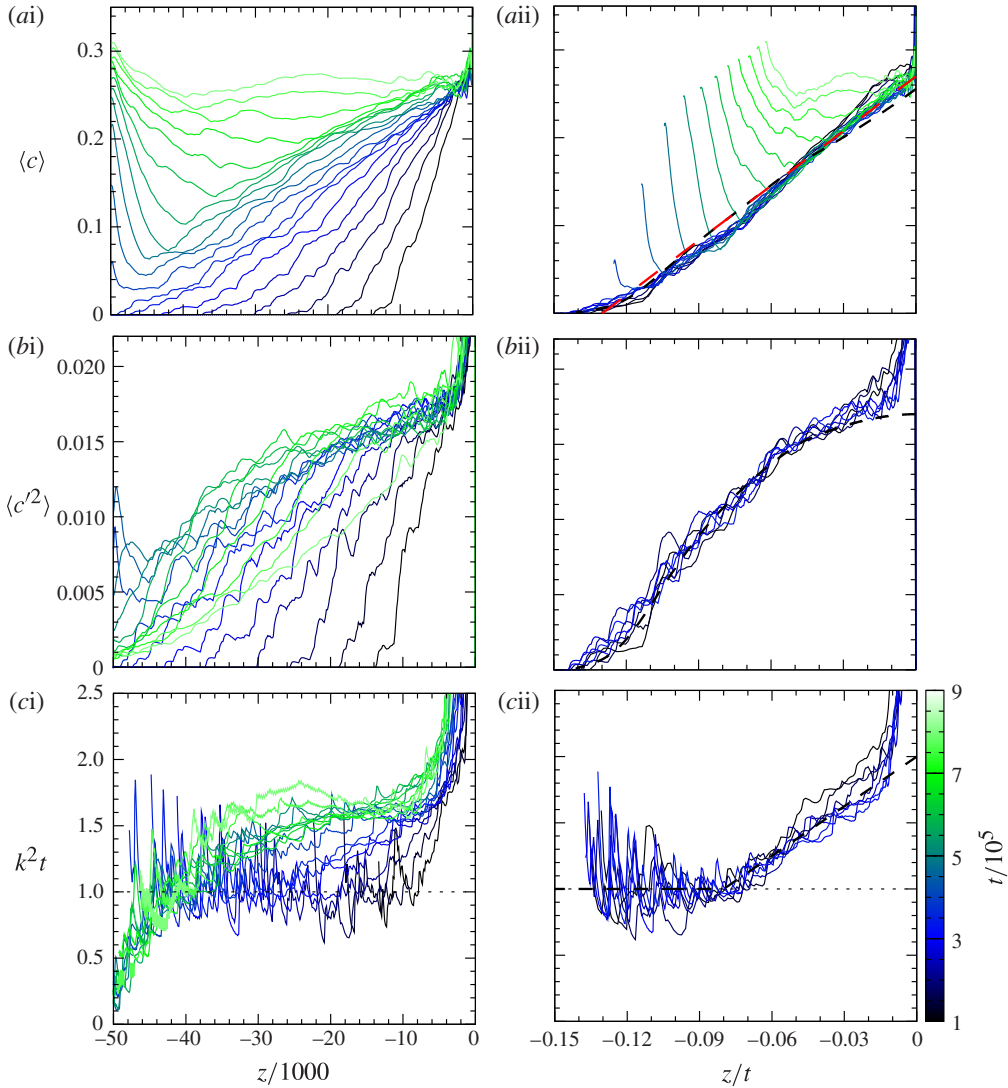 (ai)
(aii)
0.3
0.2
⟨c⟩
0.1
0
(bi)
(bii)
0.020
0.015
⟨c′²⟩
0.010
0.005
0
(ci)
(cii)
2.5
2.0
1.5
k²t
1.0
0.5
0
−50 −40 −30 −20 −10 0
z/1000
−0.15 −0.12 −0.09 −0.06 −0.03 0
z/t
9
7
5
3
1
t/10⁵